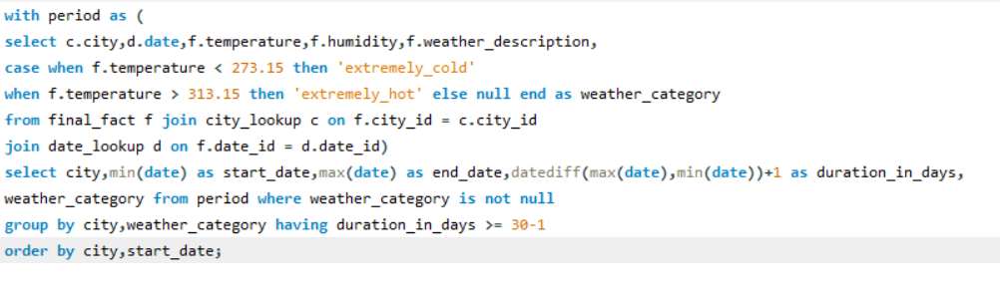 with period as (
select c.city,d.date,f.temperature,f.humidity,f.weather_description,
case when f.temperature < 273.15 then 'extremely_cold'
when f.temperature > 313.15 then 'extremely_hot' else null end as weather_category
from final_fact f join city_lookup c on f.city_id = c.city_id
join date_lookup d on f.date_id = d.date_id)
select city,min(date) as start_date,max(date) as end_date,datediff(max(date),min(date))+1 as duration_in_days,
weather_category from period where weather_category is not null
group by city,weather_category having duration_in_days >= 30-1
order by city,start_date;